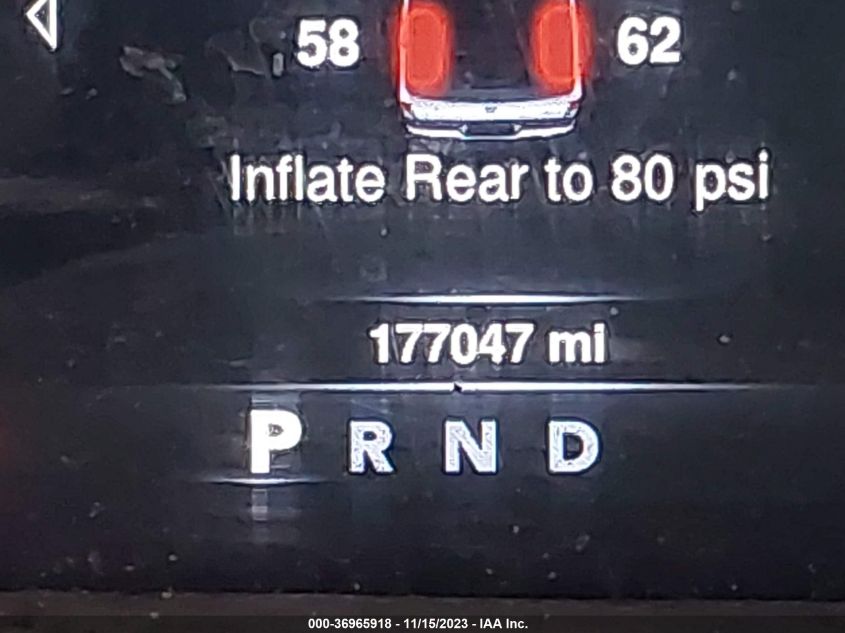 58 62
Inflate Rear to 80 psi
177047 mi
P R N D
000-36965918 - 11/15/2023 - IAA Inc.